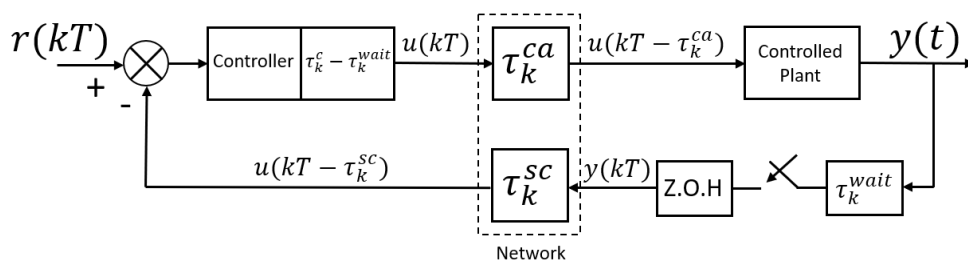 r(kT)
+
-
Controller
τ_k^c − τ_k^wait
u(kT)
τ_k^ca
u(kT − τ_k^ca)
Controlled
Plant
y(t)
u(kT − τ_k^sc)
τ_k^sc
y(kT)
Z.O.H
τ_k^wait
Network